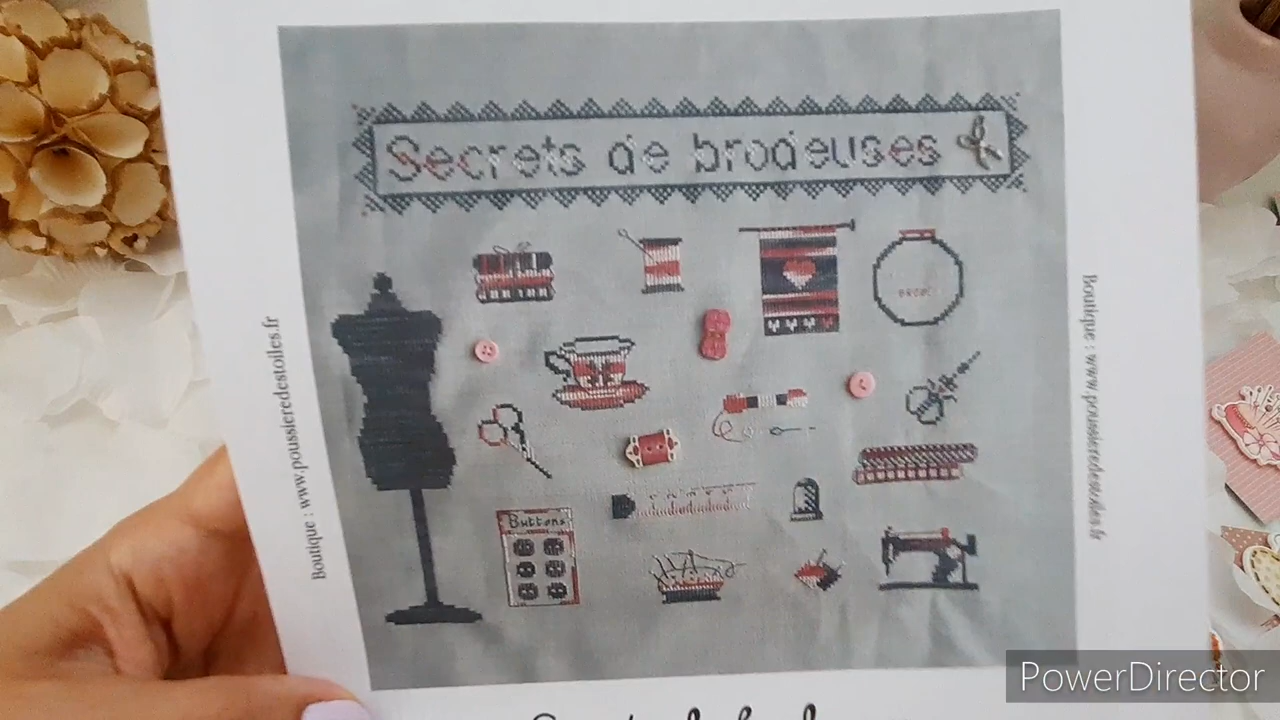 Secrets de brodeuses
Boutique : www.poussieredestoiles.fr
Boutique : www.poussieredestoiles.fr
Buttons
PowerDirector